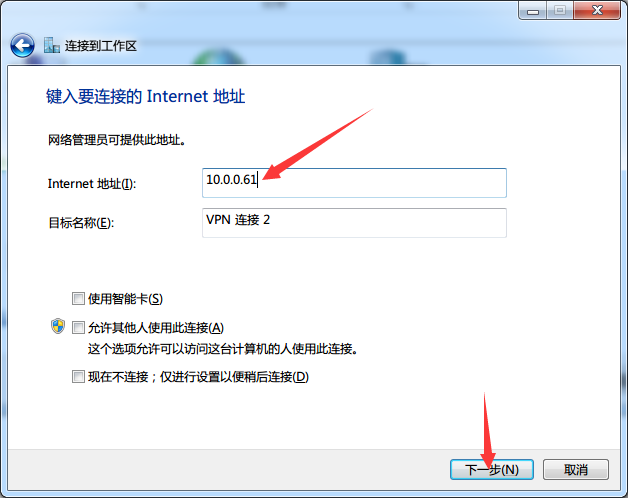 连接到工作区
键入要连接的 Internet 地址
网络管理员可提供此地址。
Internet 地址(I): 10.0.0.61
目标名称(E): VPN 连接 2
使用智能卡(S)
允许其他人使用此连接(A)
这个选项允许可以访问这台计算机的人使用此连接。
现在不连接；仅进行设置以便稍后连接(D)
下一步(N) 取消